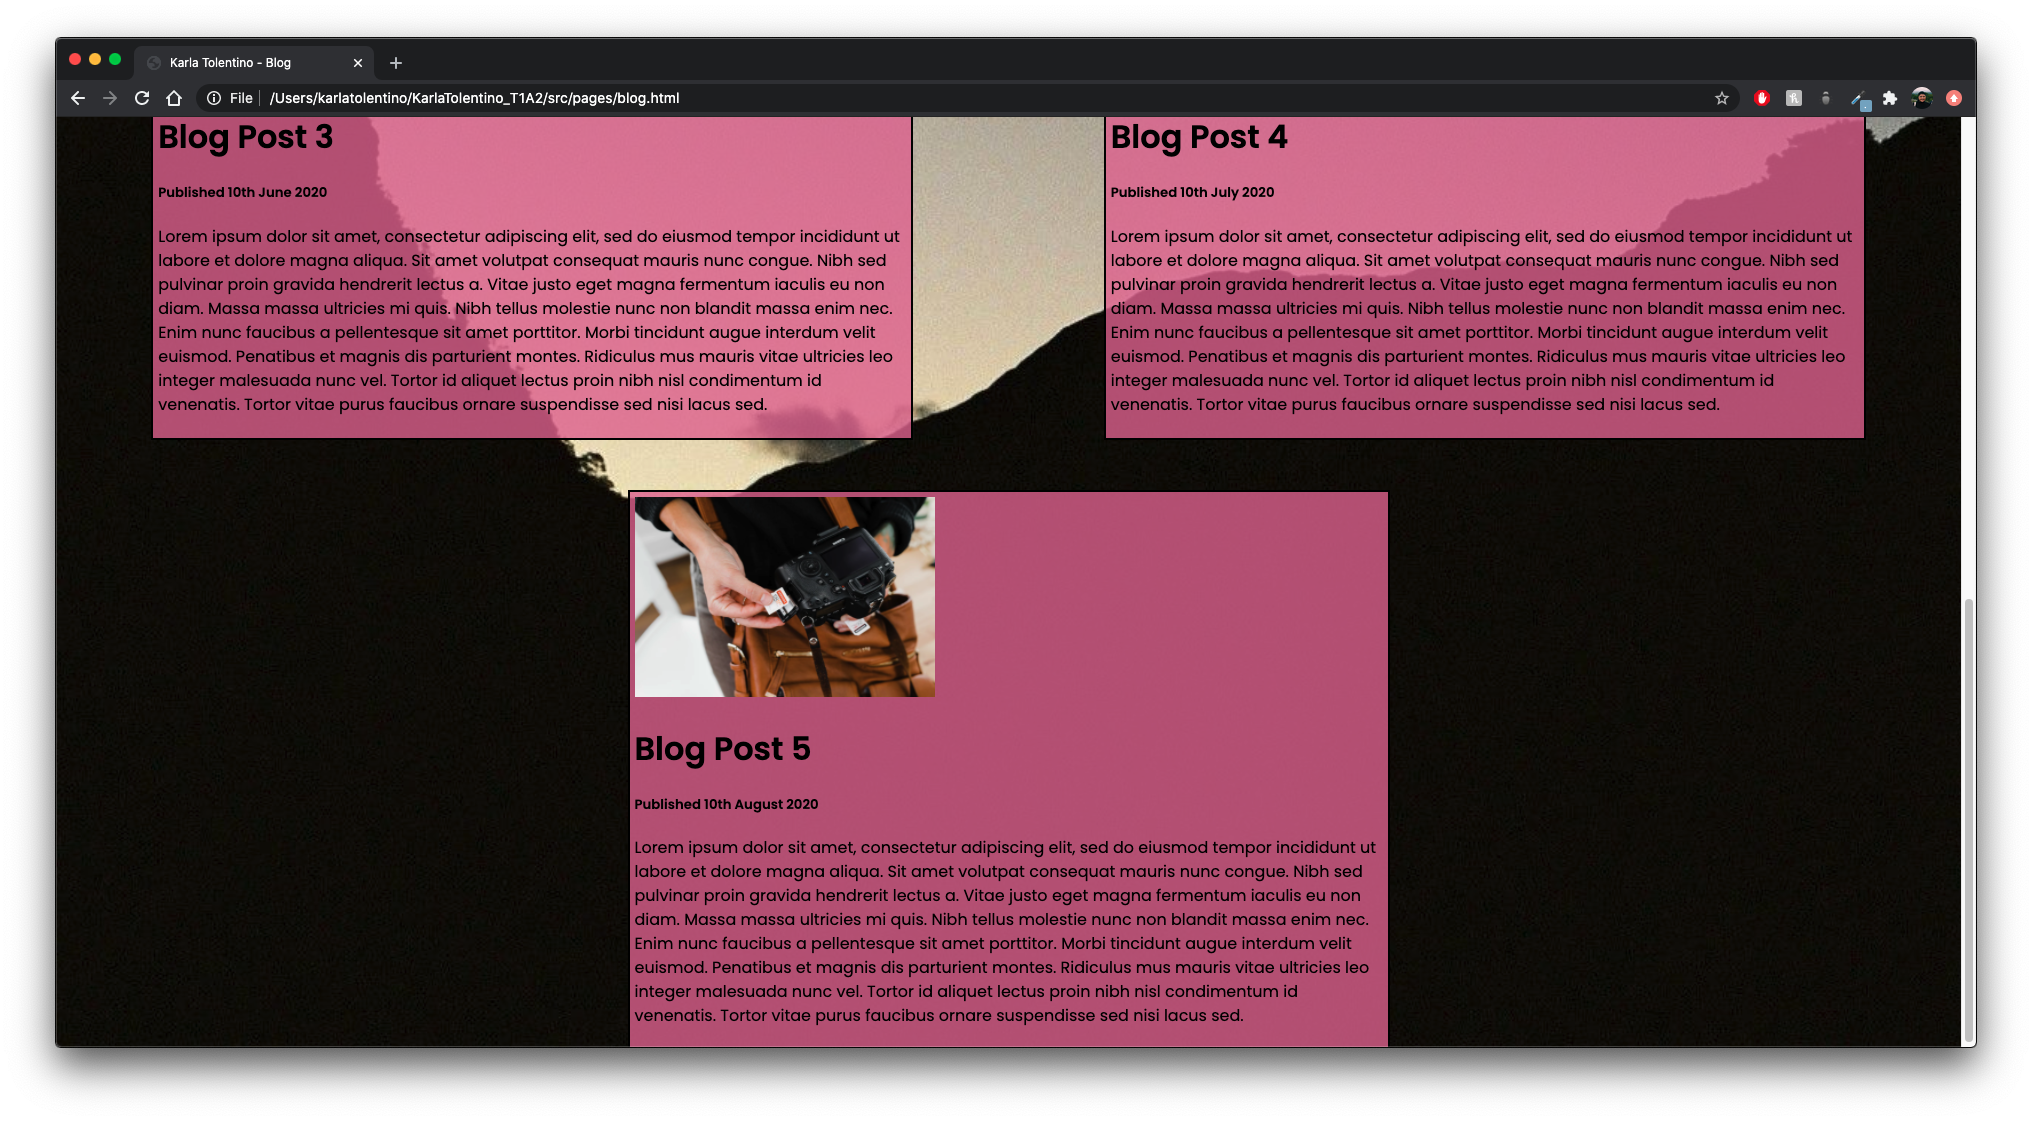 Karla Tolentino - Blog
File
/Users/karlatolentino/KarlaTolentino_T1A2/src/pages/blog.html
Blog Post 3
Published 10th June 2020
Lorem ipsum dolor sit amet, consectetur adipiscing elit, sed do eiusmod tempor incididunt ut
labore et dolore magna aliqua. Sit amet volutpat consequat mauris nunc congue. Nibh sed
pulvinar proin gravida hendrerit lectus a. Vitae justo eget magna fermentum iaculis eu non
diam. Massa massa ultricies mi quis. Nibh tellus molestie nunc non blandit massa enim nec.
Enim nunc faucibus a pellentesque sit amet porttitor. Morbi tincidunt augue interdum velit
euismod. Penatibus et magnis dis parturient montes. Ridiculus mus mauris vitae ultricies leo
integer malesuada nunc vel. Tortor id aliquet lectus proin nibh nisl condimentum id
venenatis. Tortor vitae purus faucibus ornare suspendisse sed nisi lacus sed.
Blog Post 4
Published 10th July 2020
Lorem ipsum dolor sit amet, consectetur adipiscing elit, sed do eiusmod tempor incididunt ut
labore et dolore magna aliqua. Sit amet volutpat consequat mauris nunc congue. Nibh sed
pulvinar proin gravida hendrerit lectus a. Vitae justo eget magna fermentum iaculis eu non
diam. Massa massa ultricies mi quis. Nibh tellus molestie nunc non blandit massa enim nec.
Enim nunc faucibus a pellentesque sit amet porttitor. Morbi tincidunt augue interdum velit
euismod. Penatibus et magnis dis parturient montes. Ridiculus mus mauris vitae ultricies leo
integer malesuada nunc vel. Tortor id aliquet lectus proin nibh nisl condimentum id
venenatis. Tortor vitae purus faucibus ornare suspendisse sed nisi lacus sed.
Blog Post 5
Published 10th August 2020
Lorem ipsum dolor sit amet, consectetur adipiscing elit, sed do eiusmod tempor incididunt ut
labore et dolore magna aliqua. Sit amet volutpat consequat mauris nunc congue. Nibh sed
pulvinar proin gravida hendrerit lectus a. Vitae justo eget magna fermentum iaculis eu non
diam. Massa massa ultricies mi quis. Nibh tellus molestie nunc non blandit massa enim nec.
Enim nunc faucibus a pellentesque sit amet porttitor. Morbi tincidunt augue interdum velit
euismod. Penatibus et magnis dis parturient montes. Ridiculus mus mauris vitae ultricies leo
integer malesuada nunc vel. Tortor id aliquet lectus proin nibh nisl condimentum id
venenatis. Tortor vitae purus faucibus ornare suspendisse sed nisi lacus sed.